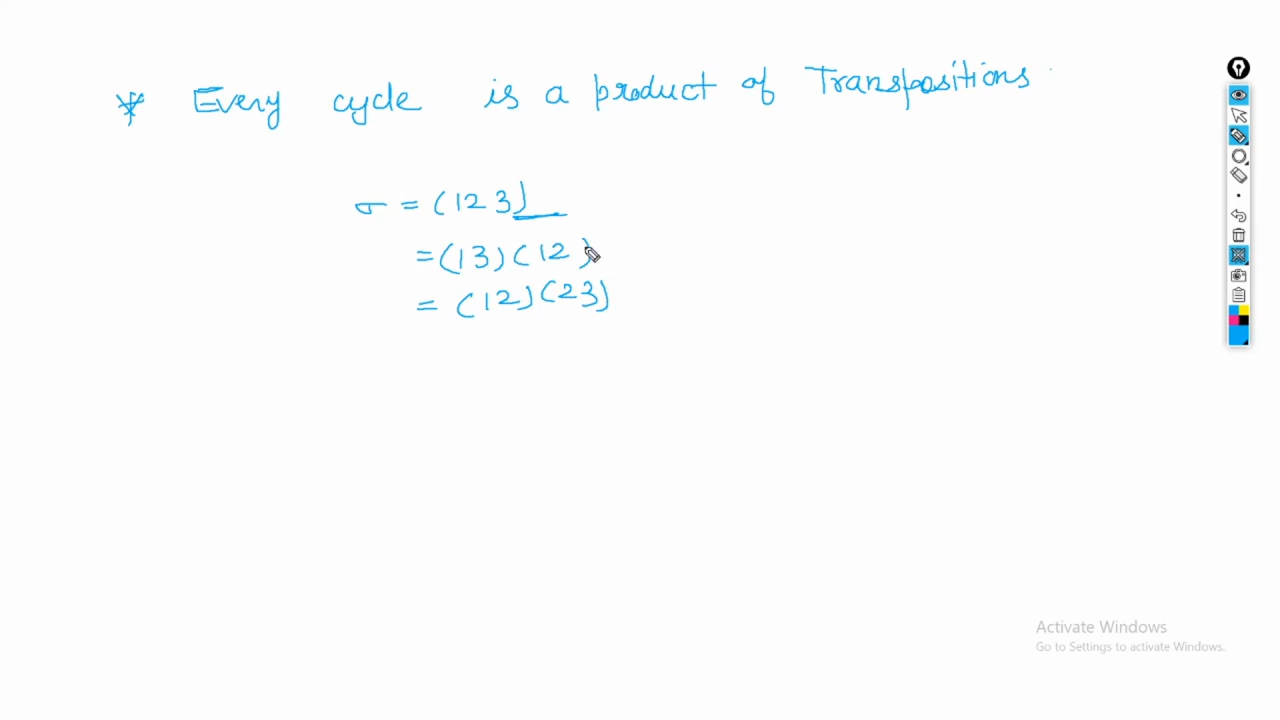 * Every cycle is a product of Transpositions.
σ = (1 2 3)
= (1 3) (1 2)
= (1 2) (2 3)
Activate Windows
Go to Settings to activate Windows.